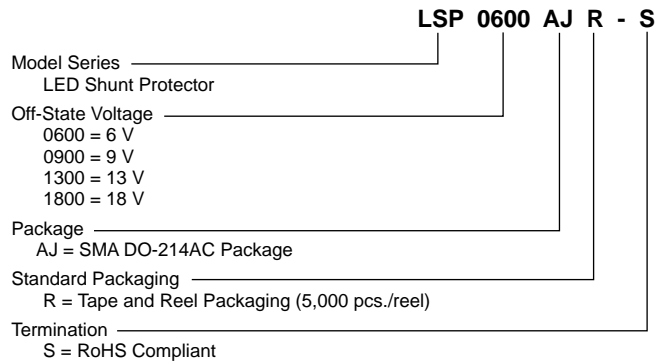 LSP 0600 AJ R - S
Model Series
LED Shunt Protector
Off-State Voltage
0600 = 6 V
0900 = 9 V
1300 = 13 V
1800 = 18 V
Package
AJ = SMA DO-214AC Package
Standard Packaging
R = Tape and Reel Packaging (5,000 pcs./reel)
Termination
S = RoHS Compliant